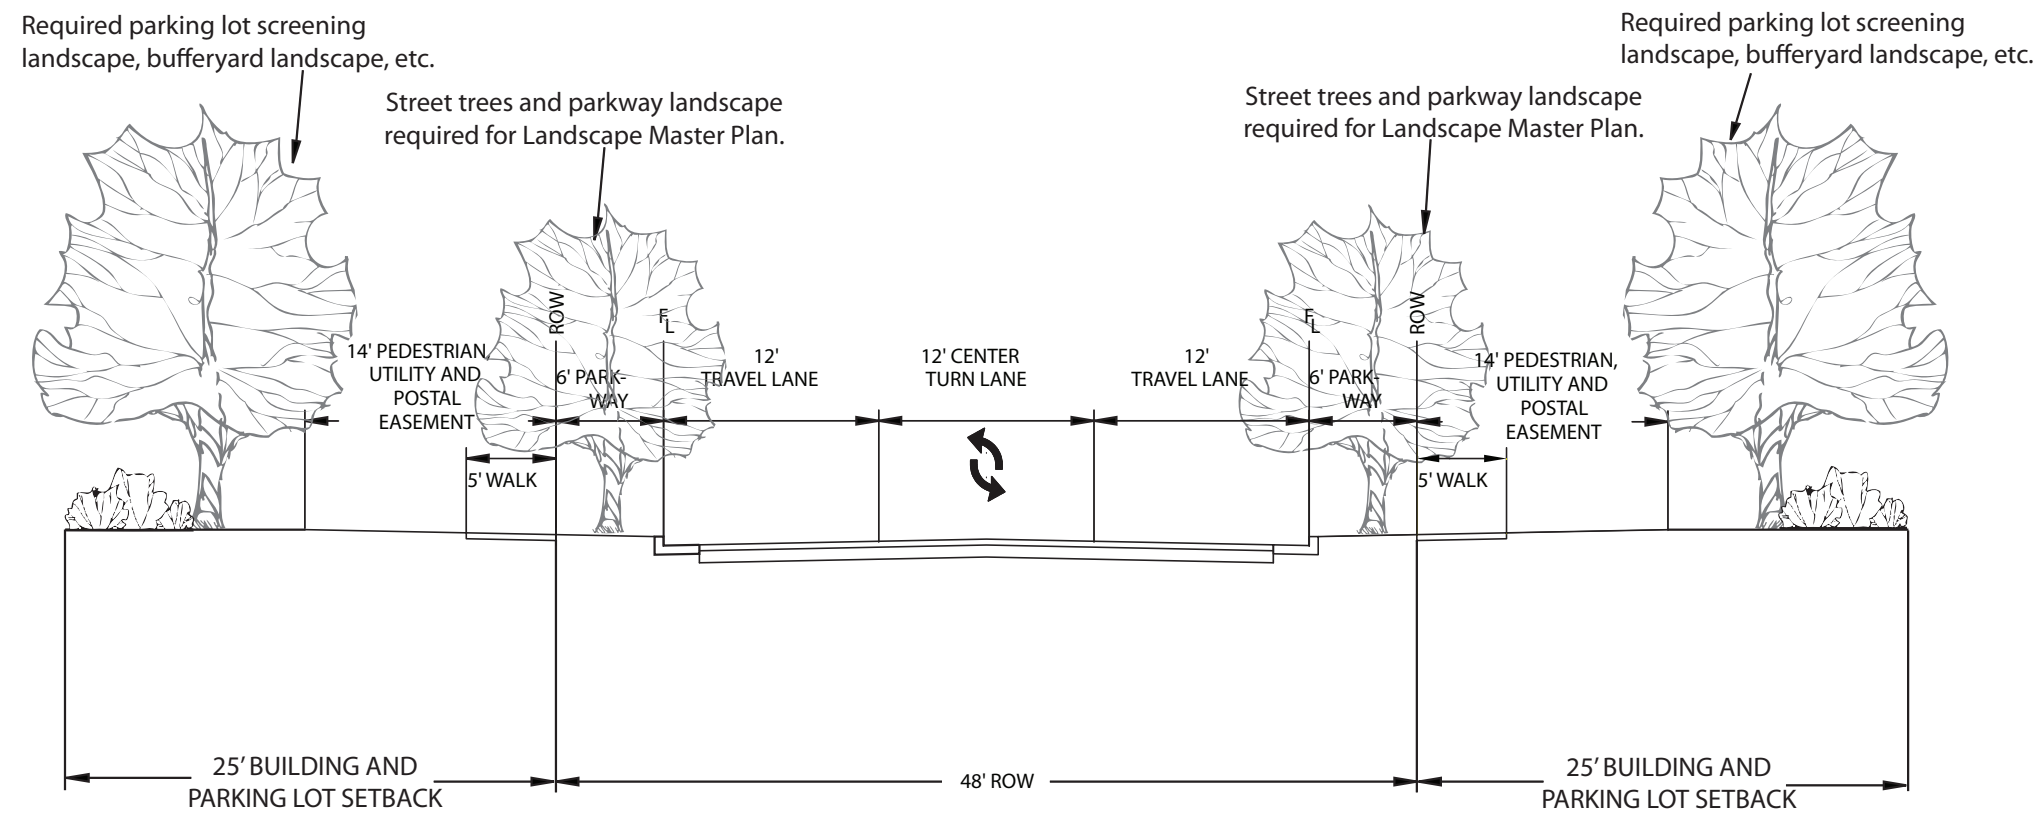 Required parking lot screening
landscape, bufferyard landscape, etc.
Street trees and parkway landscape
required for Landscape Master Plan.
Street trees and parkway landscape
required for Landscape Master Plan.
Required parking lot screening
landscape, bufferyard landscape, etc.
ROW
FL
FL
ROW
14' PEDESTRIAN,
UTILITY AND
POSTAL
EASEMENT
6' PARK-
WAY
12'
TRAVEL LANE
12' CENTER
TURN LANE
12'
TRAVEL LANE
6' PARK-
WAY
14' PEDESTRIAN,
UTILITY AND
POSTAL
EASEMENT
5' WALK
5' WALK
25’ BUILDING AND
PARKING LOT SETBACK
48' ROW
25’ BUILDING AND
PARKING LOT SETBACK